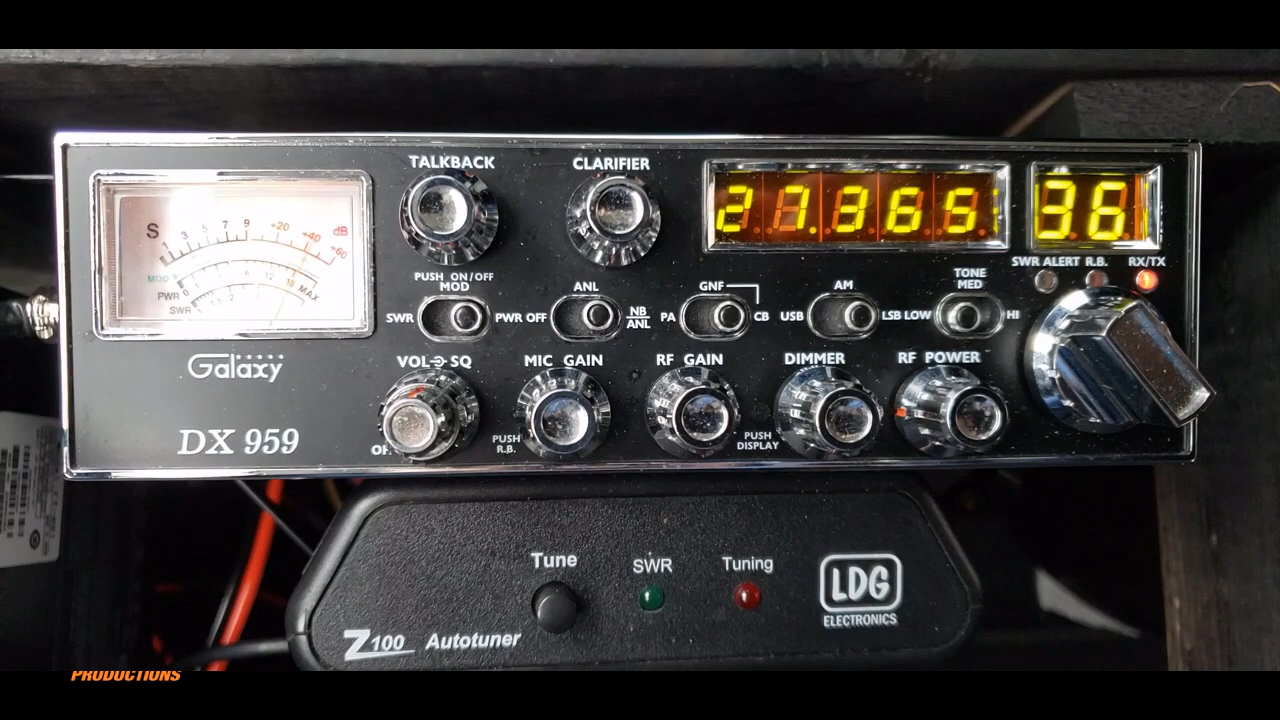 TALKBACK
CLARIFIER
27.365
36
S
1 3 5 7 9 +20 +40 +60 dB
MOD
PWR
SWR
MAX
SWR ALERT R.B. RX/TX
PUSH ON/OFF
MOD
SWR PWR
ANL
OFF NB/ANL
GNF
PA CB
AM
USB LSB
TONE
MED
LOW HI
Galaxy
DX 959
VOL SQ
MIC GAIN
RF GAIN
DIMMER
RF POWER
PUSH
R.B.
PUSH
DISPLAY
Tune
SWR
Tuning
LDG
ELECTRONICS
Z100 Autotuner
PRODUCTIONS